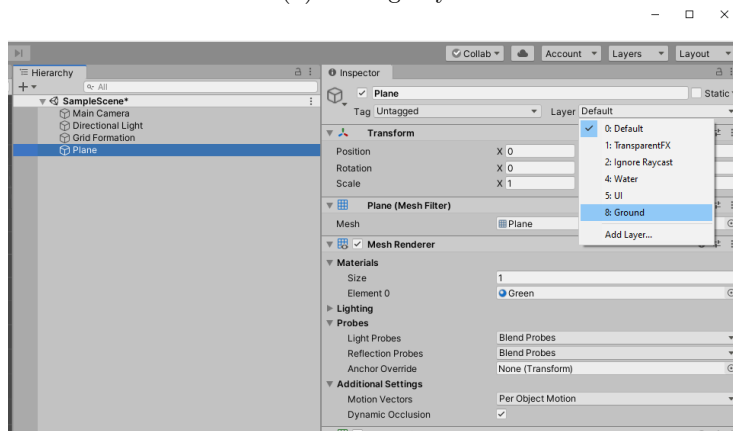 Collab Account Layers Layout
Hierarchy
Inspector
All
Plane
Static
SampleScene*
Main Camera
Directional Light
Grid Formation
Plane
Tag Untagged Layer Default
0: Default
1: TransparentFX
2: Ignore Raycast
4: Water
5: UI
8: Ground
Add Layer...
Transform
Position X 0
Rotation X 0
Scale X 1
Plane (Mesh Filter)
Mesh Plane
Mesh Renderer
Materials
Size 1
Element 0 Green
Lighting
Probes
Light Probes Blend Probes
Reflection Probes Blend Probes
Anchor Override None (Transform)
Additional Settings
Motion Vectors Per Object Motion
Dynamic Occlusion